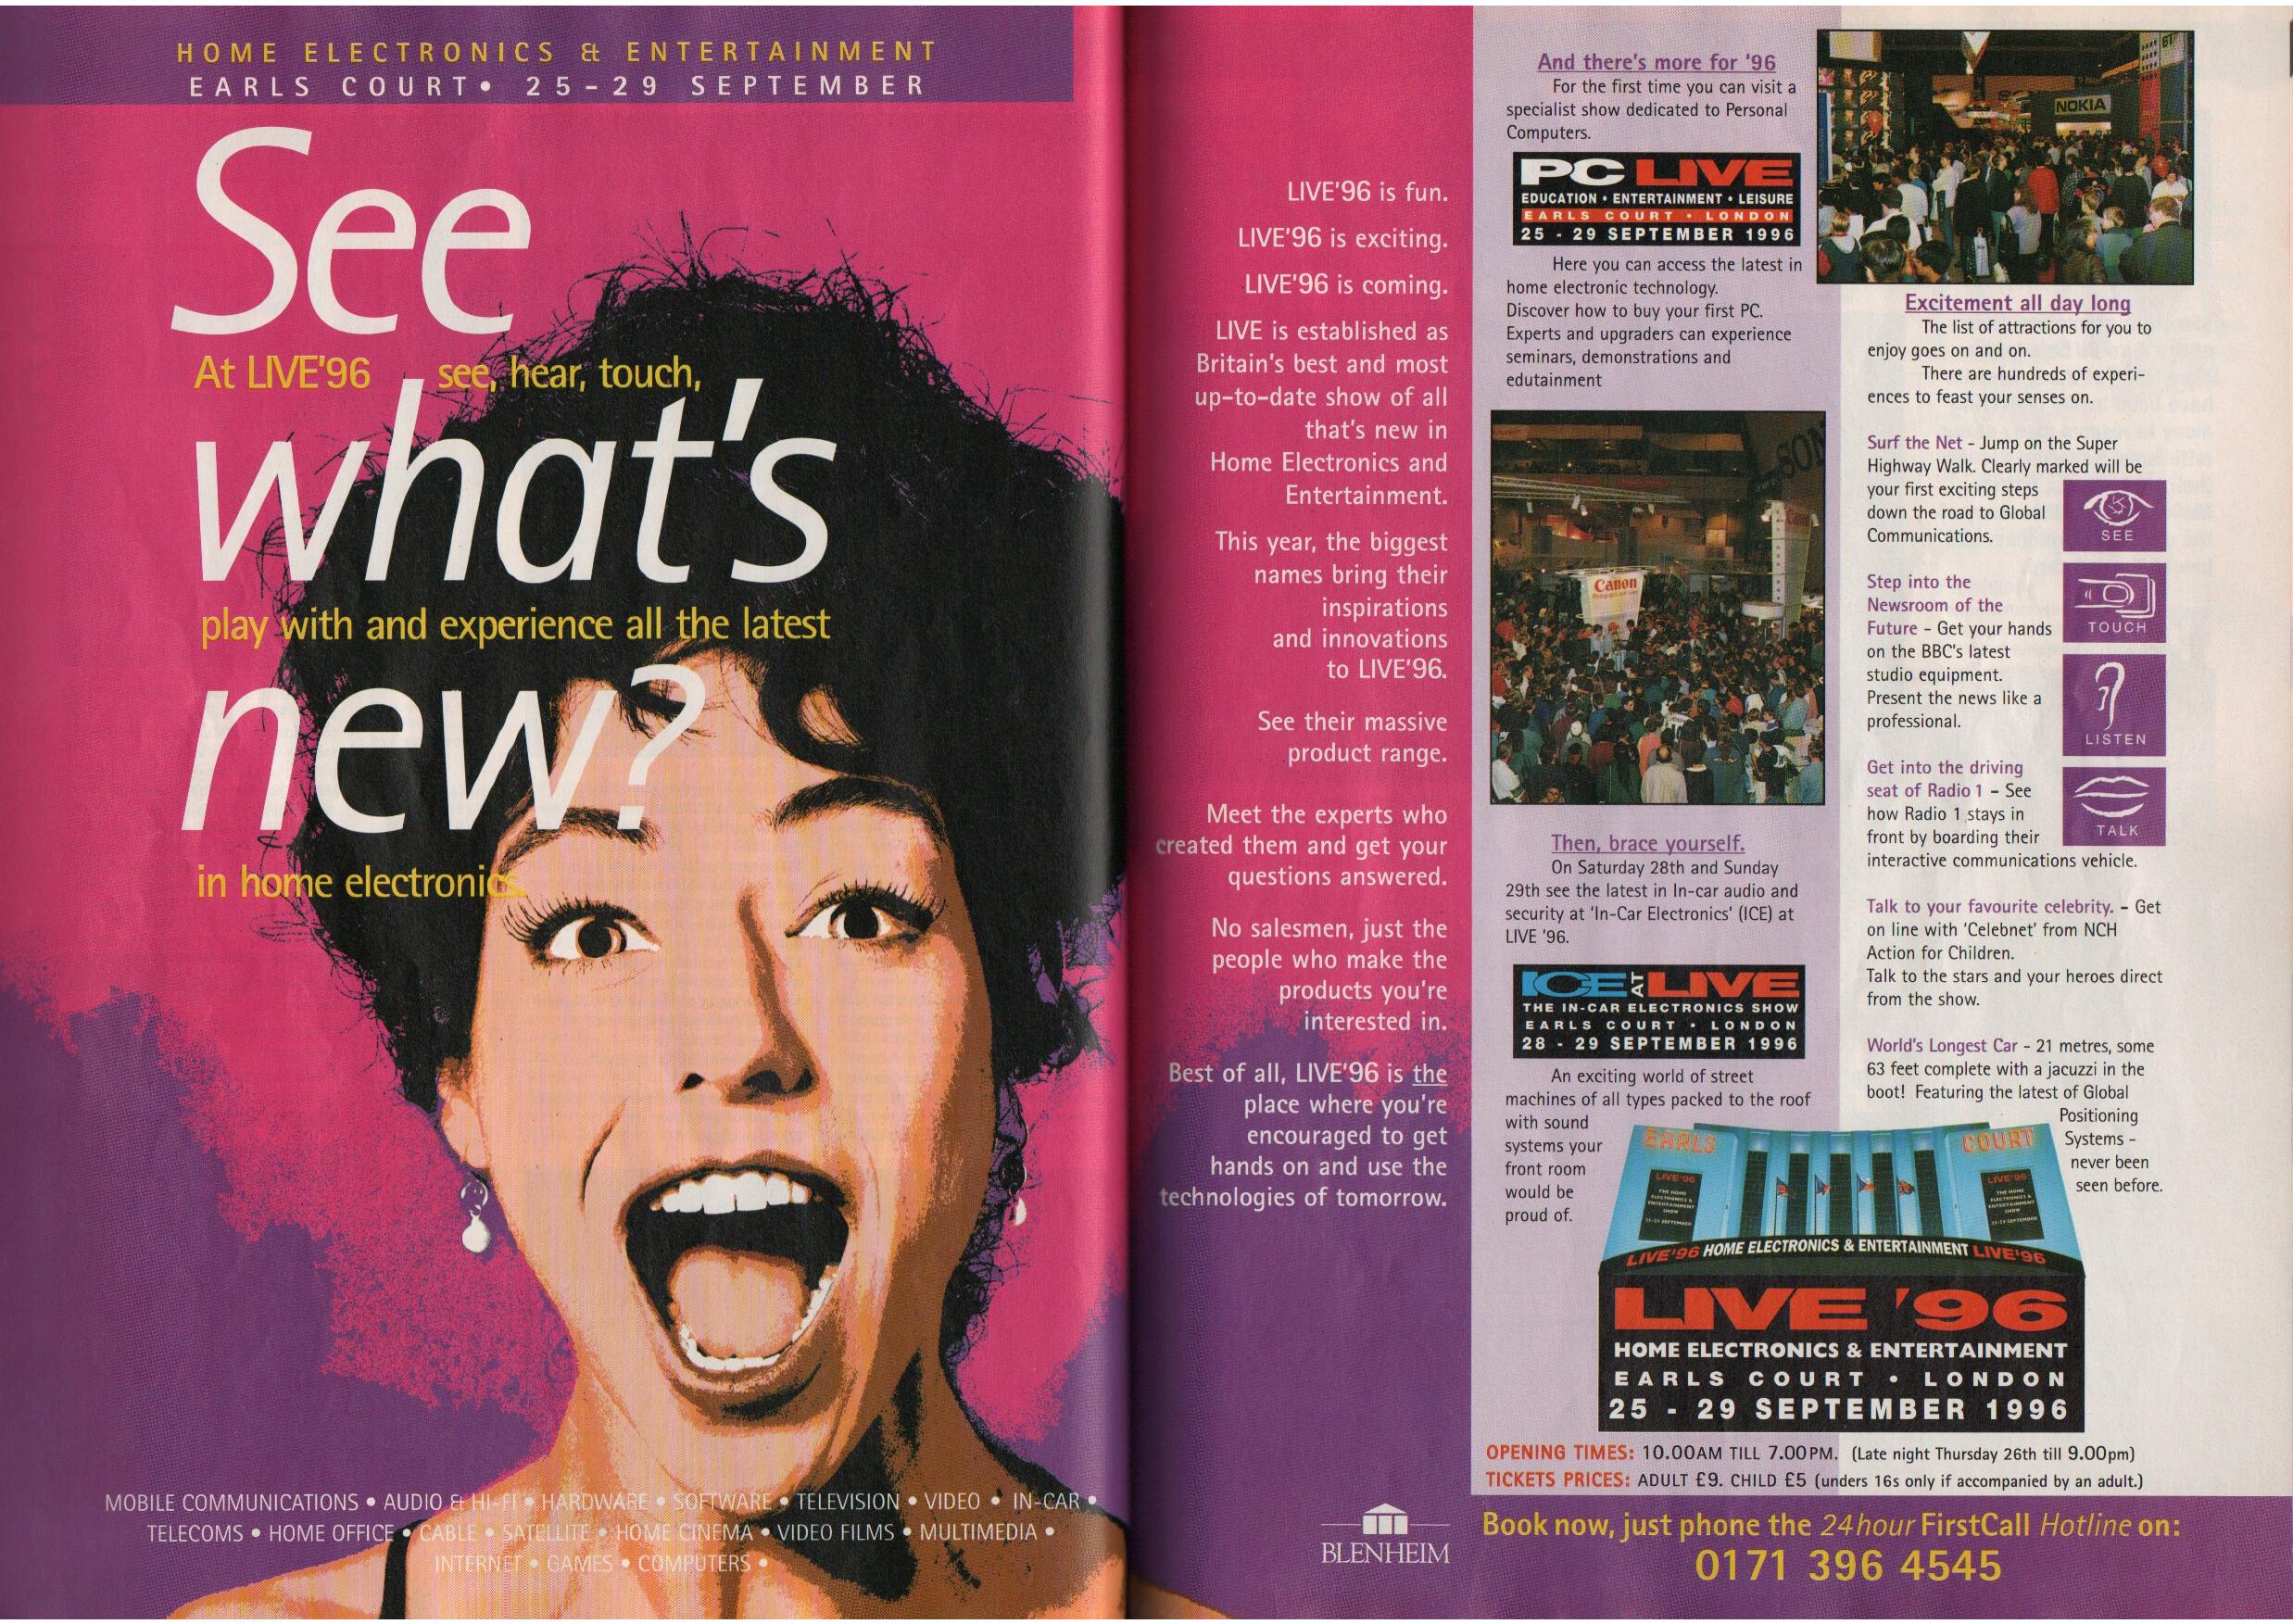 HOME ELECTRONICS & ENTERTAINMENT
EARLS COURT• 25-29 SEPTEMBER
See
At LIVE'96 see, hear, touch,
what's
play with and experience all the latest
new?
in home electronics.
MOBILE COMMUNICATIONS • AUDIO & HI-FI • HARDWARE • SOFTWARE • TELEVISION • VIDEO • IN-CAR •
TELECOMS • HOME OFFICE • CABLE • SATELLITE • HOME CINEMA • VIDEO FILMS • MULTIMEDIA •
INTERNET • GAMES • COMPUTERS •
LIVE'96 is fun.
LIVE'96 is exciting.
LIVE'96 is coming.
LIVE is established as
Britain's best and most
up-to-date show of all
that's new in
Home Electronics and
Entertainment.
This year, the biggest
names bring their
inspirations
and innovations
to LIVE'96.
See their massive
product range.
Meet the experts who
created them and get your
questions answered.
No salesmen, just the
people who make the
products you're
interested in.
Best of all, LIVE'96 is the
place where you're
encouraged to get
hands on and use the
technologies of tomorrow.
BLENHEIM
And there's more for '96
For the first time you can visit a
specialist show dedicated to Personal
Computers.
PC LIVE
EDUCATION • ENTERTAINMENT • LEISURE
EARLS COURT • LONDON
25 - 29 SEPTEMBER 1996
Here you can access the latest in
home electronic technology.
Discover how to buy your first PC.
Experts and upgraders can experience
seminars, demonstrations and
edutainment
SONY
Canon
Then, brace yourself.
On Saturday 28th and Sunday
29th see the latest in In-car audio and
security at 'In-Car Electronics' (ICE) at
LIVE '96.
ICE AT LIVE
THE IN-CAR ELECTRONICS SHOW
EARLS COURT • LONDON
28 - 29 SEPTEMBER 1996
An exciting world of street
machines of all types packed to the roof
with sound
systems your
front room
would be
proud of.
BT
NOKIA
Excitement all day long
The list of attractions for you to
enjoy goes on and on.
There are hundreds of experi-
ences to feast your senses on.
Surf the Net - Jump on the Super
Highway Walk. Clearly marked will be
your first exciting steps
down the road to Global
Communications.
SEE
Step into the
Newsroom of the
Future - Get your hands
on the BBC's latest
studio equipment.
Present the news like a
professional.
TOUCH
LISTEN
Get into the driving
seat of Radio 1 - See
how Radio 1 stays in
front by boarding their
interactive communications vehicle.
TALK
Talk to your favourite celebrity. - Get
on line with 'Celebnet' from NCH
Action for Children.
Talk to the stars and your heroes direct
from the show.
World's Longest Car - 21 metres, some
63 feet complete with a jacuzzi in the
boot! Featuring the latest of Global
Positioning
Systems -
never been
seen before.
EARLS COURT
LIVE'96
THE HOME
ELECTRONICS &
ENTERTAINMENT
SHOW
25-29 SEPTEMBER
LIVE'96
THE HOME
ELECTRONICS &
ENTERTAINMENT
SHOW
25-29 SEPTEMBER
LIVE'96 HOME ELECTRONICS & ENTERTAINMENT LIVE'96
LIVE '96
HOME ELECTRONICS & ENTERTAINMENT
EARLS COURT • LONDON
25 - 29 SEPTEMBER 1996
OPENING TIMES: 10.00AM TILL 7.00PM. (Late night Thursday 26th till 9.00pm)
TICKETS PRICES: ADULT £9. CHILD £5 (unders 16s only if accompanied by an adult.)
Book now, just phone the 24hour FirstCall Hotline on:
0171 396 4545